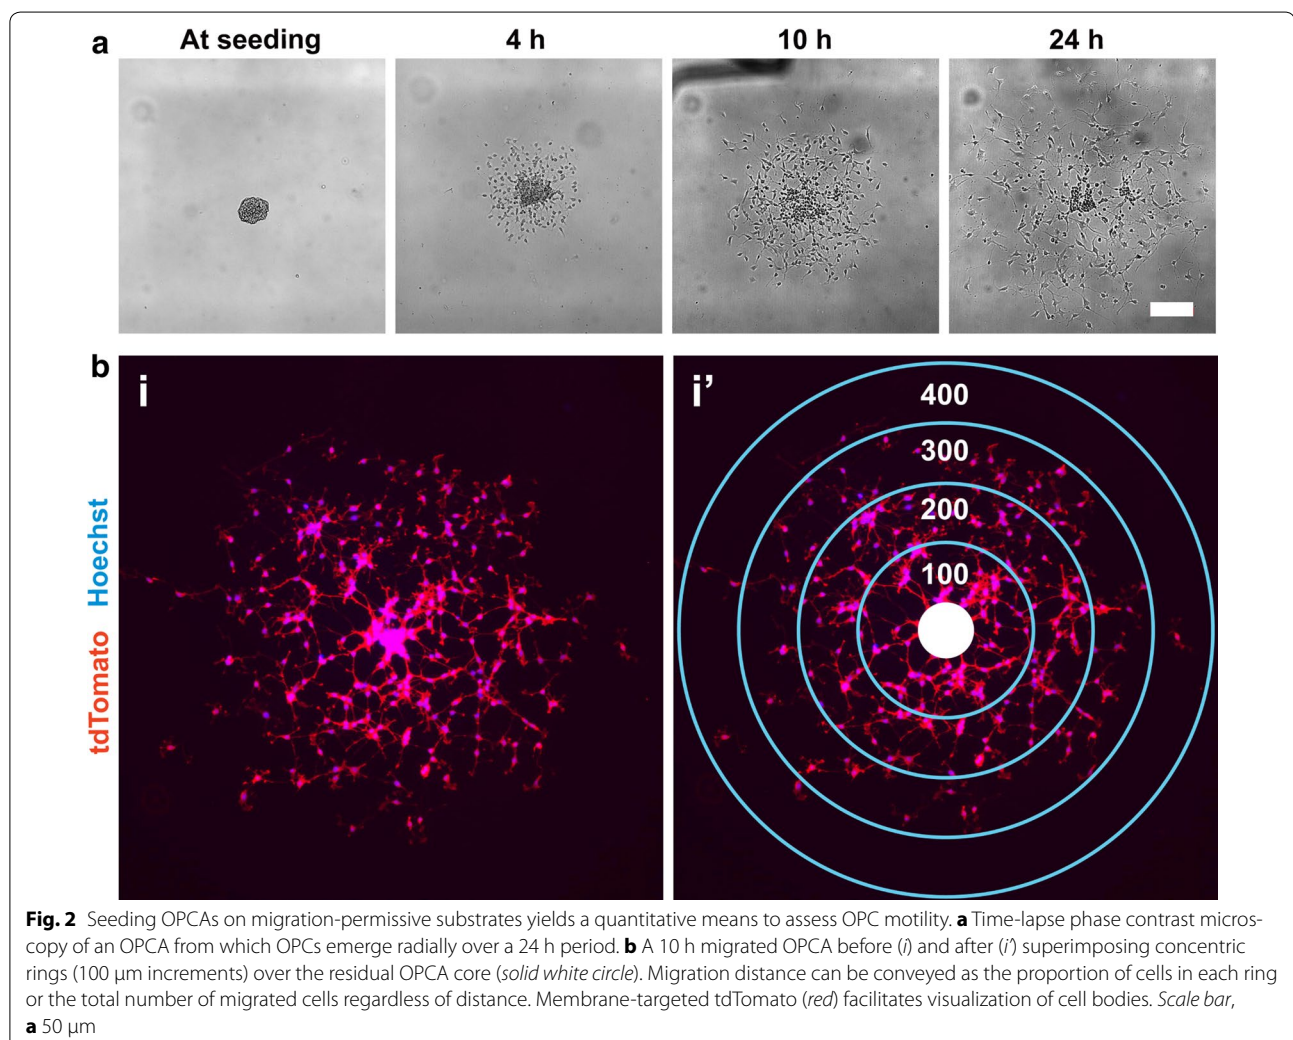 a
At seeding
4 h
10 h
24 h
b
i
i’
400
300
200
100
tdTomato Hoechst
Fig. 2 Seeding OPCAs on migration-permissive substrates yields a quantitative means to assess OPC motility. a Time-lapse phase contrast micros-
copy of an OPCA from which OPCs emerge radially over a 24 h period. b A 10 h migrated OPCA before (i) and after (i′) superimposing concentric
rings (100 µm increments) over the residual OPCA core (solid white circle). Migration distance can be conveyed as the proportion of cells in each ring
or the total number of migrated cells regardless of distance. Membrane-targeted tdTomato (red) facilitates visualization of cell bodies. Scale bar,
a 50 µm